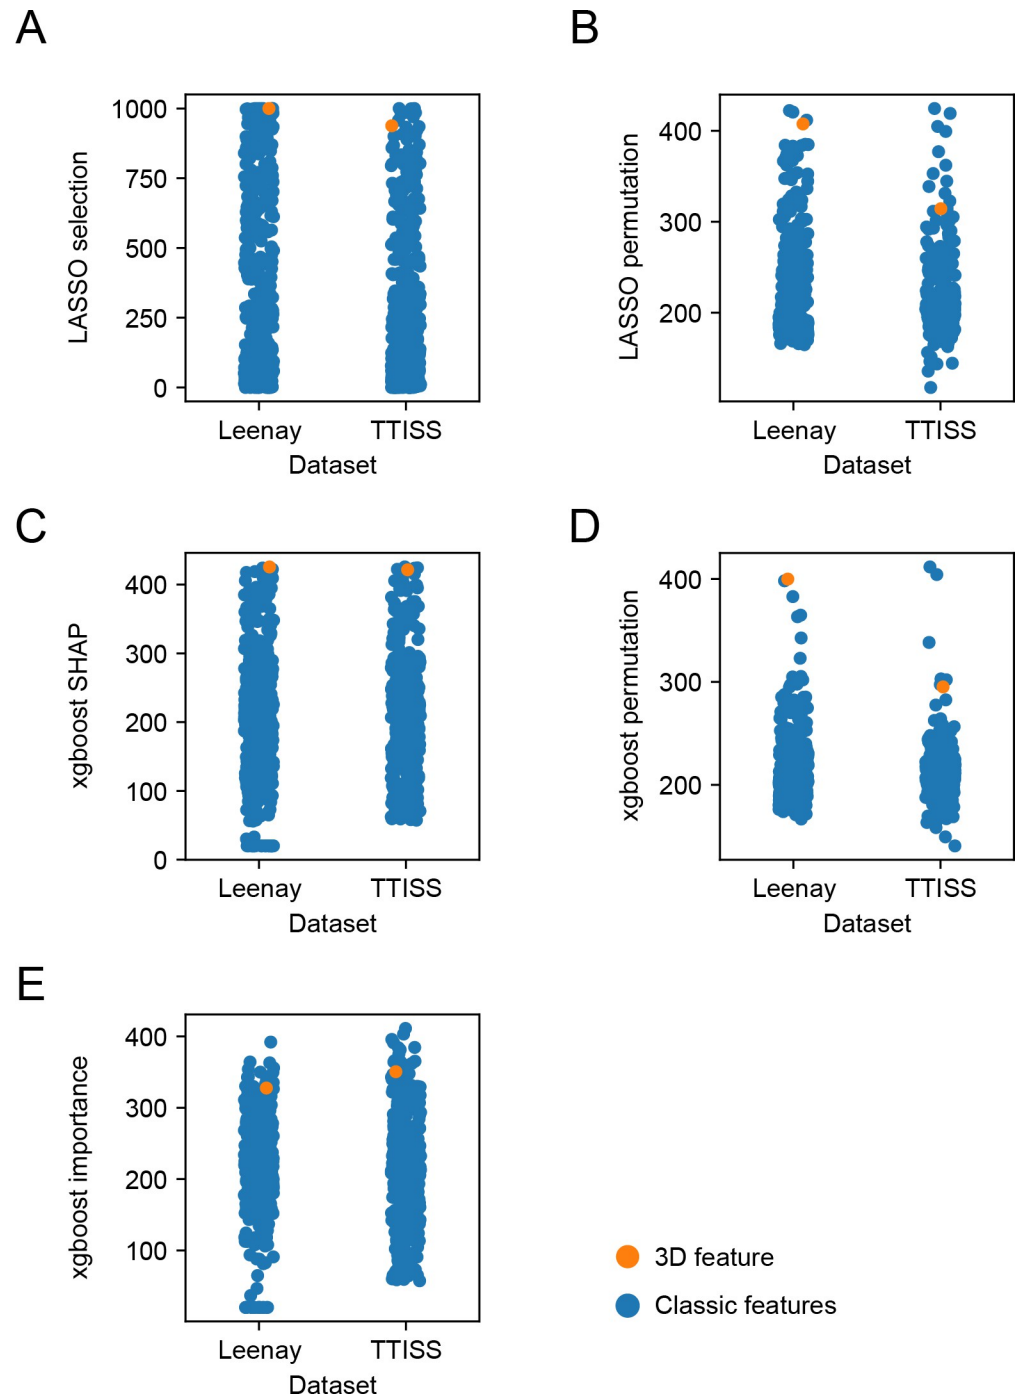 A
LASSO selection
1000
750
500
250
0
Leenay
TTISS
Dataset
B
LASSO permutation
400
300
200
Leenay
TTISS
Dataset
C
xgboost SHAP
400
300
200
100
0
Leenay
TTISS
Dataset
D
xgboost permutation
400
300
200
Leenay
TTISS
Dataset
E
xgboost importance
400
300
200
100
Leenay
TTISS
Dataset
3D feature
Classic features